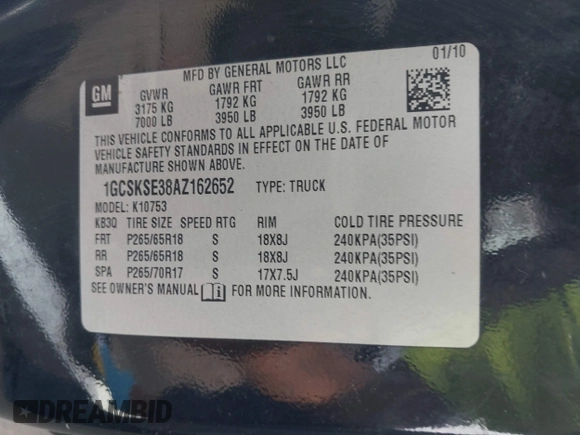 MFD BY GENERAL MOTORS LLC 01/10
GM
GVWR GAWR FRT GAWR RR
3175 KG 1792 KG 1792 KG
7000 LB 3950 LB 3950 LB
THIS VEHICLE CONFORMS TO ALL APPLICABLE U.S. FEDERAL MOTOR
VEHICLE SAFETY STANDARDS IN EFFECT ON THE DATE OF
MANUFACTURE SHOWN ABOVE.
1GCSKSE38AZ162652 TYPE: TRUCK
MODEL: K10753
KB3Q TIRE SIZE SPEED RTG RIM COLD TIRE PRESSURE
FRT P265/65R18 S 18X8J 240KPA(35PSI)
RR P265/65R18 S 18X8J 240KPA(35PSI)
SPA P265/70R17 S 17X7.5J 240KPA(35PSI)
SEE OWNER'S MANUAL FOR MORE INFORMATION.
DREAMBID